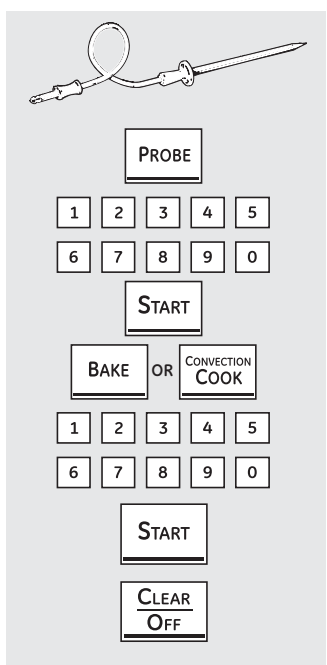 PROBE
1 2 3 4 5
6 7 8 9 0
START
BAKE OR CONVECTION COOK
1 2 3 4 5
6 7 8 9 0
START
CLEAR
OFF